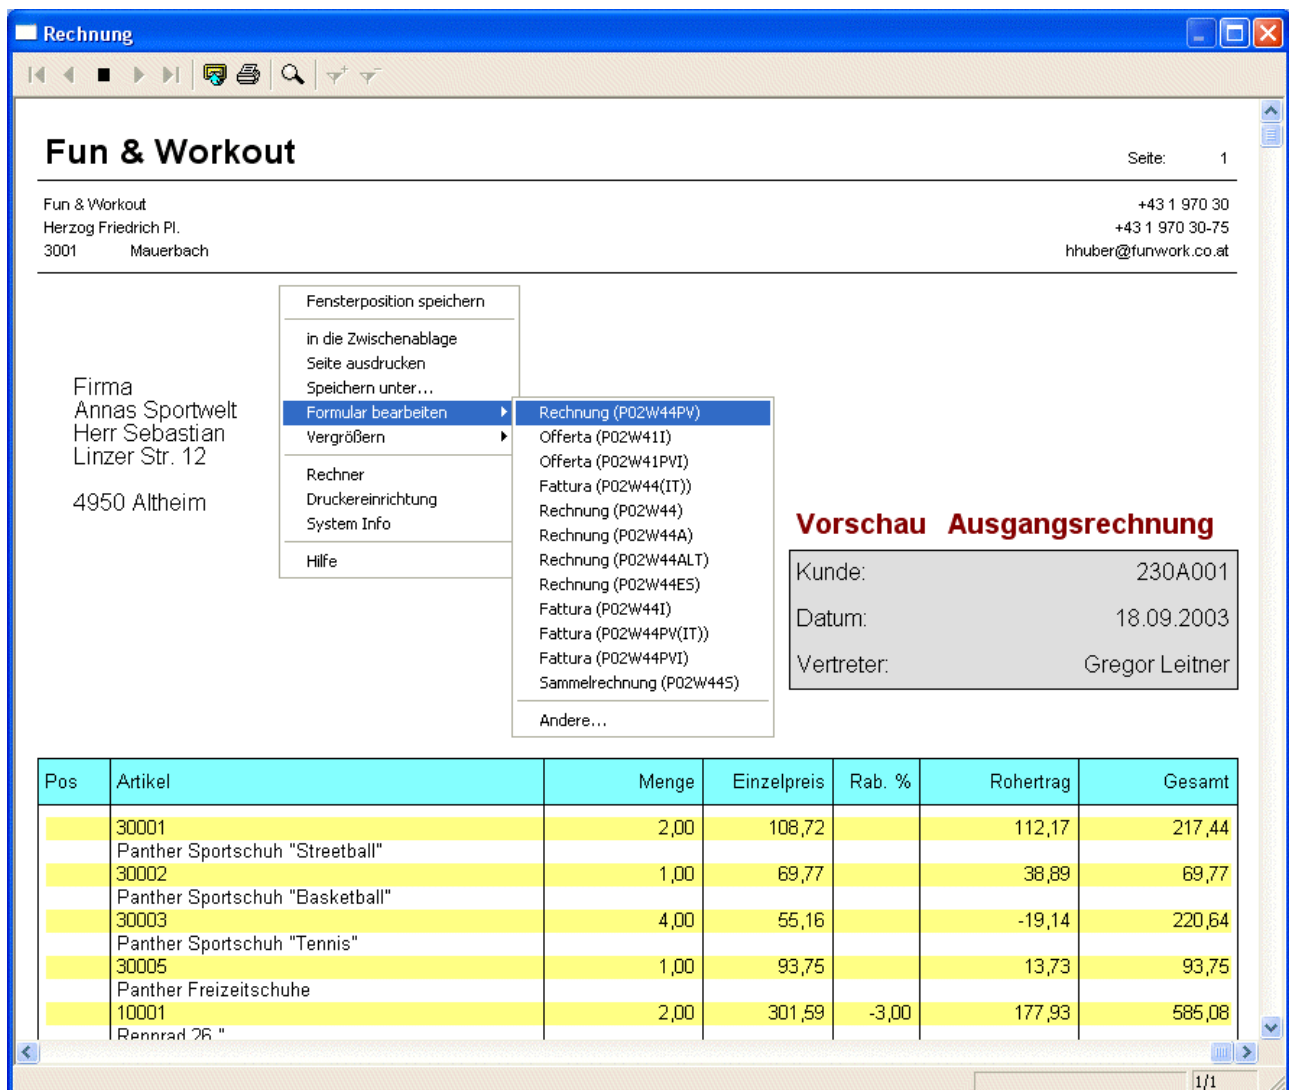 Rechnung
Fun & Workout
Seite: 1
Fun & Workout
Herzog Friedrich Pl.
3001 Mauerbach
+43 1 970 30
+43 1 970 30-75
hhuber@funwork.co.at
Fensterposition speichern
in die Zwischenablage
Seite ausdrucken
Speichern unter...
Formular bearbeiten
Vergrößern
Rechner
Druckereinrichtung
System Info
Hilfe
Rechnung (P02W44PV)
Offerta (P02W41I)
Offerta (P02W41PVI)
Fattura (P02W44(IT))
Rechnung (P02W44)
Rechnung (P02W44A)
Rechnung (P02W44ALT)
Rechnung (P02W44ES)
Fattura (P02W44I)
Fattura (P02W44PV(IT))
Fattura (P02W44PVI)
Sammelrechnung (P02W44S)
Andere...
Firma
Annas Sportwelt
Herr Sebastian
Linzer Str. 12
4950 Altheim
Vorschau Ausgangsrechnung
Kunde: 230A001
Datum: 18.09.2003
Vertreter: Gregor Leitner
Pos Artikel Menge Einzelpreis Rab. % Rohertrag Gesamt
30001 2,00 108,72 112,17 217,44
Panther Sportschuh "Streetball"
30002 1,00 69,77 38,89 69,77
Panther Sportschuh "Basketball"
30003 4,00 55,16 -19,14 220,64
Panther Sportschuh "Tennis"
30005 1,00 93,75 13,73 93,75
Panther Freizeitschuhe
10001 2,00 301,59 -3,00 177,93 585,08
Rennrad 26 "
1/1